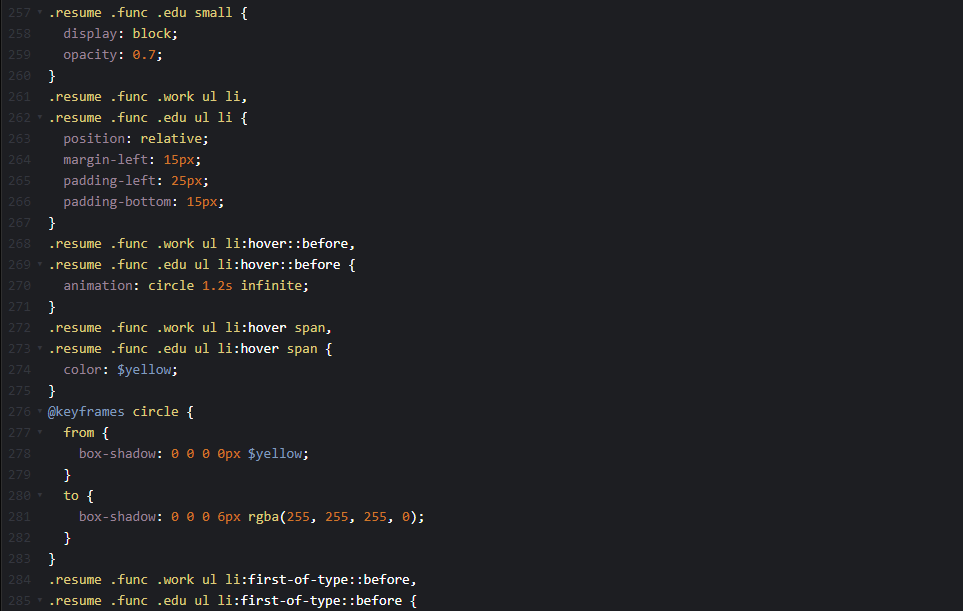 257 .resume .func .edu small {
258 display: block;
259 opacity: 0.7;
260 }
261 .resume .func .work ul li,
262 .resume .func .edu ul li {
263 position: relative;
264 margin-left: 15px;
265 padding-left: 25px;
266 padding-bottom: 15px;
267 }
268 .resume .func .work ul li:hover::before,
269 .resume .func .edu ul li:hover::before {
270 animation: circle 1.2s infinite;
271 }
272 .resume .func .work ul li:hover span,
273 .resume .func .edu ul li:hover span {
274 color: $yellow;
275 }
276 @keyframes circle {
277 from {
278 box-shadow: 0 0 0 0px $yellow;
279 }
280 to {
281 box-shadow: 0 0 0 6px rgba(255, 255, 255, 0);
282 }
283 }
284 .resume .func .work ul li:first-of-type::before,
285 .resume .func .edu ul li:first-of-type::before {